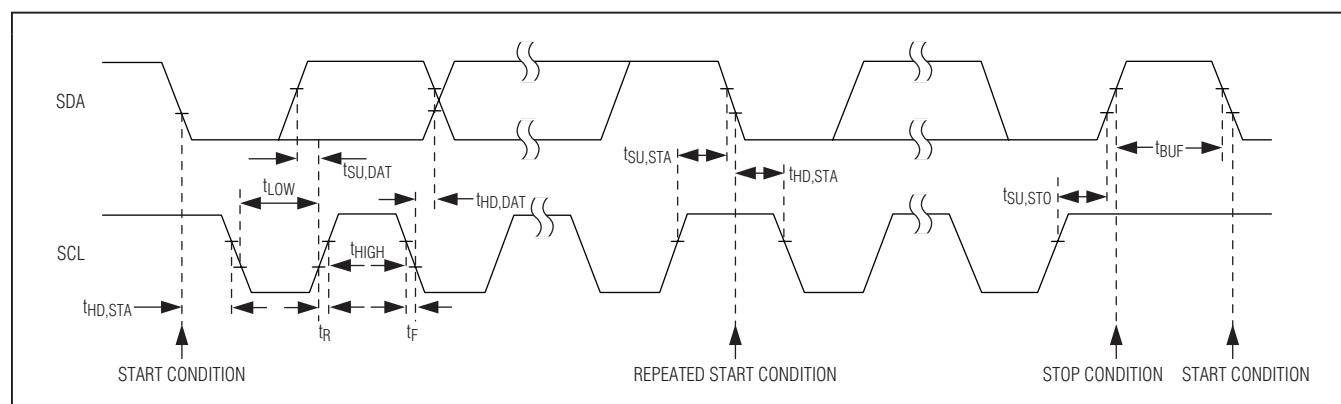 SDA
tSU,DAT
tLOW
tHD,DAT
tSU,STA
tHD,STA
tBUF
tSU,STO
SCL
tHIGH
tHD,STA
tR
tF
START CONDITION
REPEATED START CONDITION
STOP CONDITION
START CONDITION